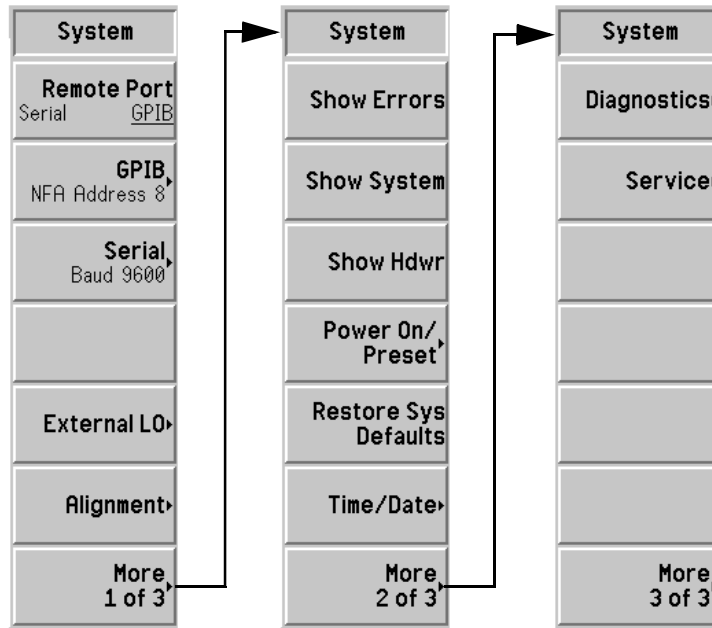 System
Remote Port
Serial GPIB
GPIB
NFA Address 8
Serial
Baud 9600
External LO
Alignment
More
1 of 3
System
Show Errors
Show System
Show Hdwr
Power On/
Preset
Restore Sys
Defaults
Time/Date
More
2 of 3
System
Diagnostics
Service
More
3 of 3